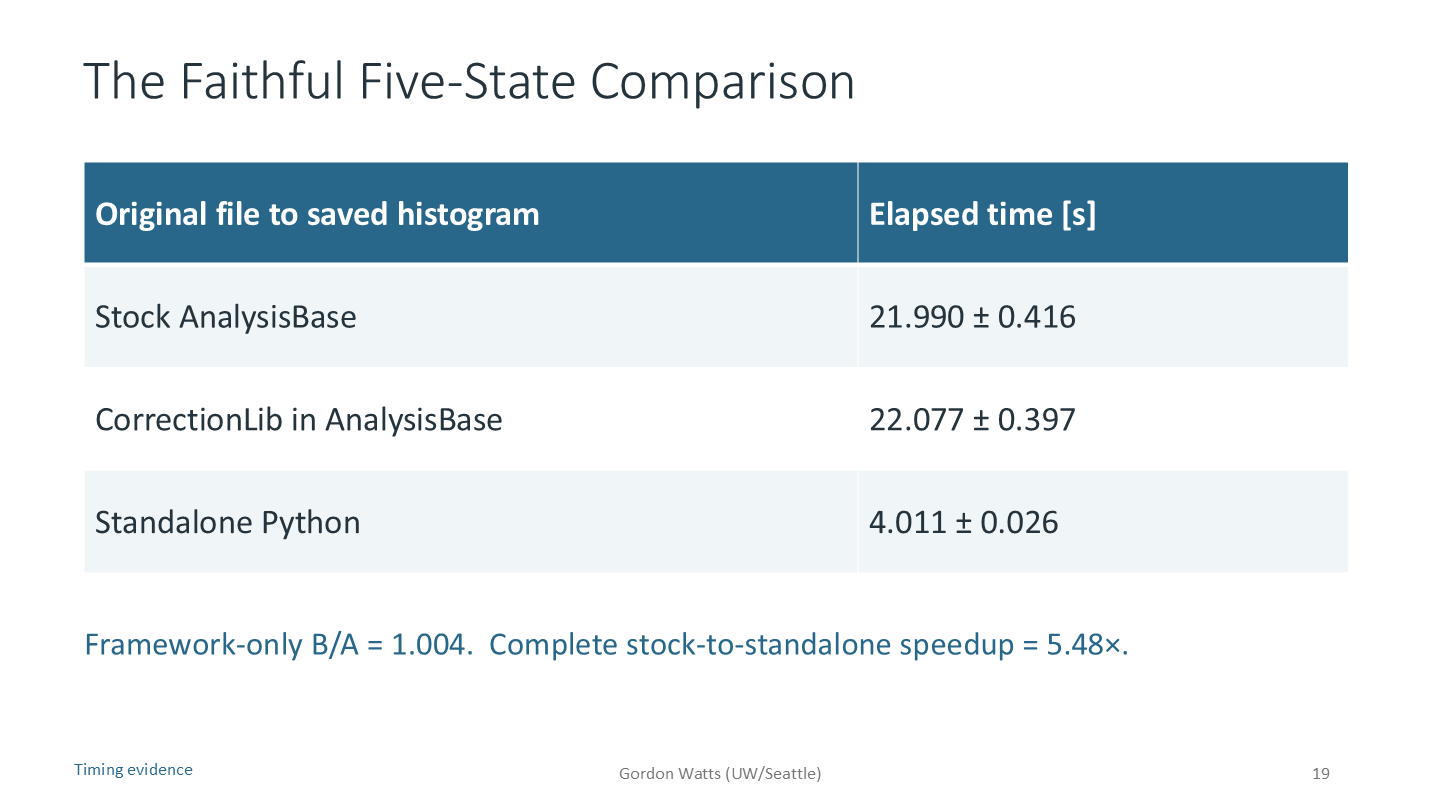 The Faithful Five-State Comparison
Original file to saved histogram Elapsed time [s]
Stock AnalysisBase 21.990 ± 0.416
CorrectionLib in AnalysisBase 22.077 ± 0.397
Standalone Python 4.011 ± 0.026
Framework-only B/A = 1.004.  Complete stock-to-standalone speedup = 5.48×.
Timing evidence Gordon Watts (UW/Seattle) 19